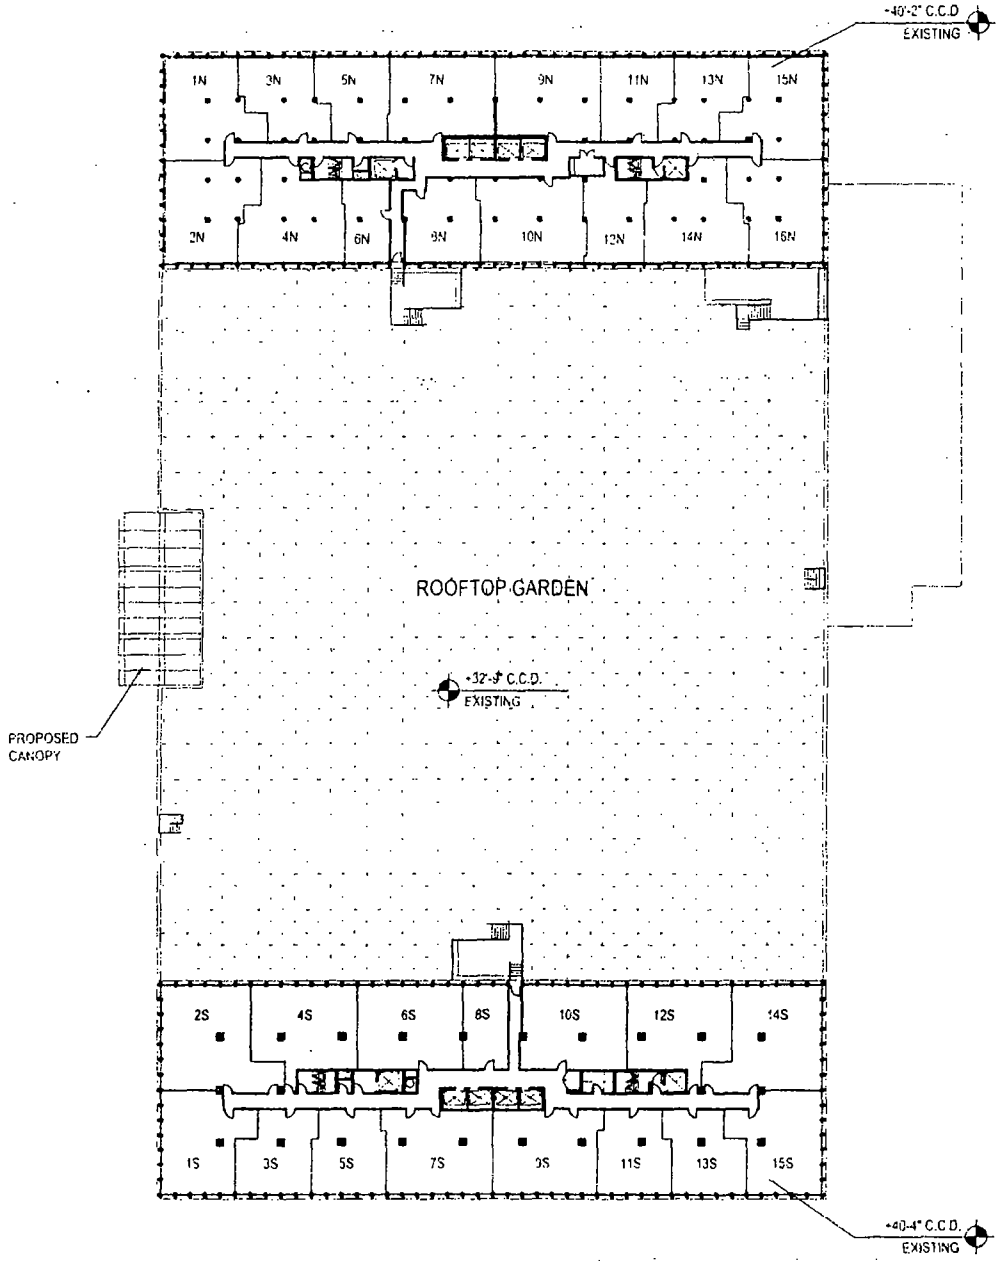 +40'-2" C.C.D
EXISTING
1N 3N 5N 7N 9N 11N 13N 15N
2N 4N 6N 8N 10N 12N 14N 16N
ROOFTOP GARDEN
+32'-9" C.C.D.
EXISTING
PROPOSED
CANOPY
2S 4S 6S 8S 10S 12S 14S
1S 3S 5S 7S 9S 11S 13S 15S
+40-4" C.C.D.
EXISTING